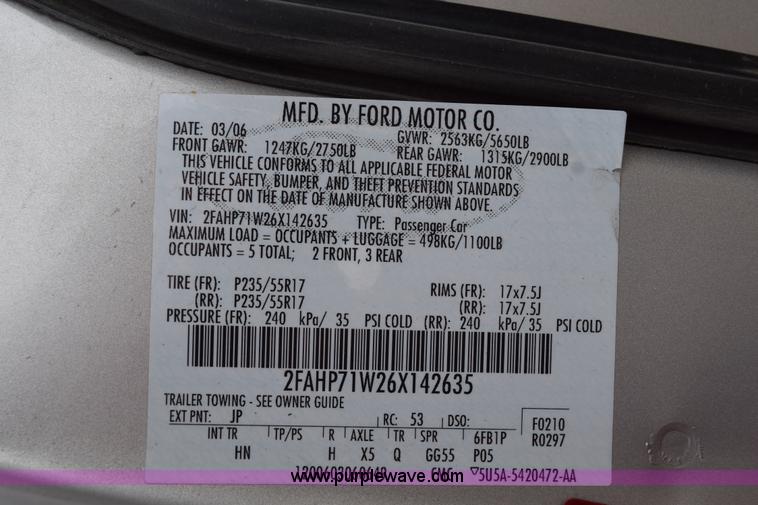 MFD. BY FORD MOTOR CO.
DATE: 03/06 GVWR: 2563KG/5650LB
FRONT GAWR: 1247KG/2750LB REAR GAWR: 1315KG/2900LB
THIS VEHICLE CONFORMS TO ALL APPLICABLE FEDERAL MOTOR
VEHICLE SAFETY, BUMPER, AND THEFT PREVENTION STANDARDS
IN EFFECT ON THE DATE OF MANUFACTURE SHOWN ABOVE.
VIN: 2FAHP71W26X142635 TYPE: Passenger Car
MAXIMUM LOAD = OCCUPANTS + LUGGAGE = 498KG/1100LB
OCCUPANTS = 5 TOTAL; 2 FRONT, 3 REAR
TIRE (FR): P235/55R17 RIMS (FR): 17x7.5J
(RR): P235/55R17 (RR): 17x7.5J
PRESSURE (FR): 240 kPa/ 35 PSI COLD (RR): 240 kPa/ 35 PSI COLD
2FAHP71W26X142635
TRAILER TOWING - SEE OWNER GUIDE
EXT PNT: JP RC: 53 DSO: F0210
INT TR TP/PS R AXLE TR SPR 6FB1P R0297
HN H X5 Q GG55 P05
5U5A-5420472-AA
www.purplewave.com